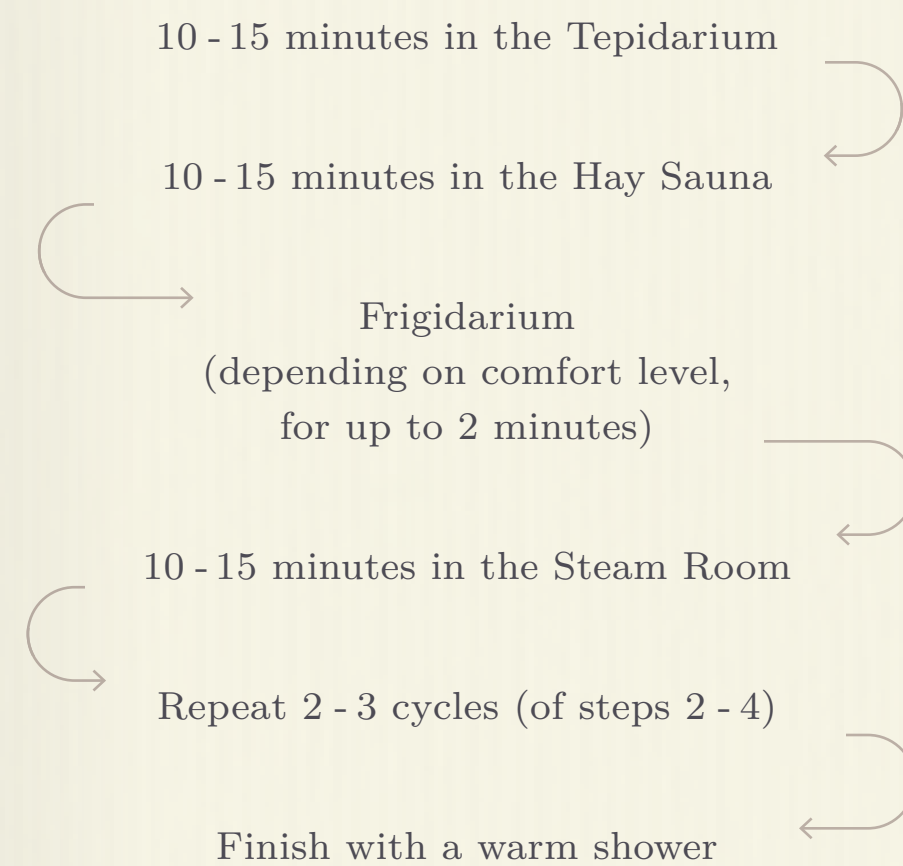 10 - 15 minutes in the Tepidarium
10 - 15 minutes in the Hay Sauna
Frigidarium
(depending on comfort level,
for up to 2 minutes)
10 - 15 minutes in the Steam Room
Repeat 2 - 3 cycles (of steps 2 - 4)
Finish with a warm shower